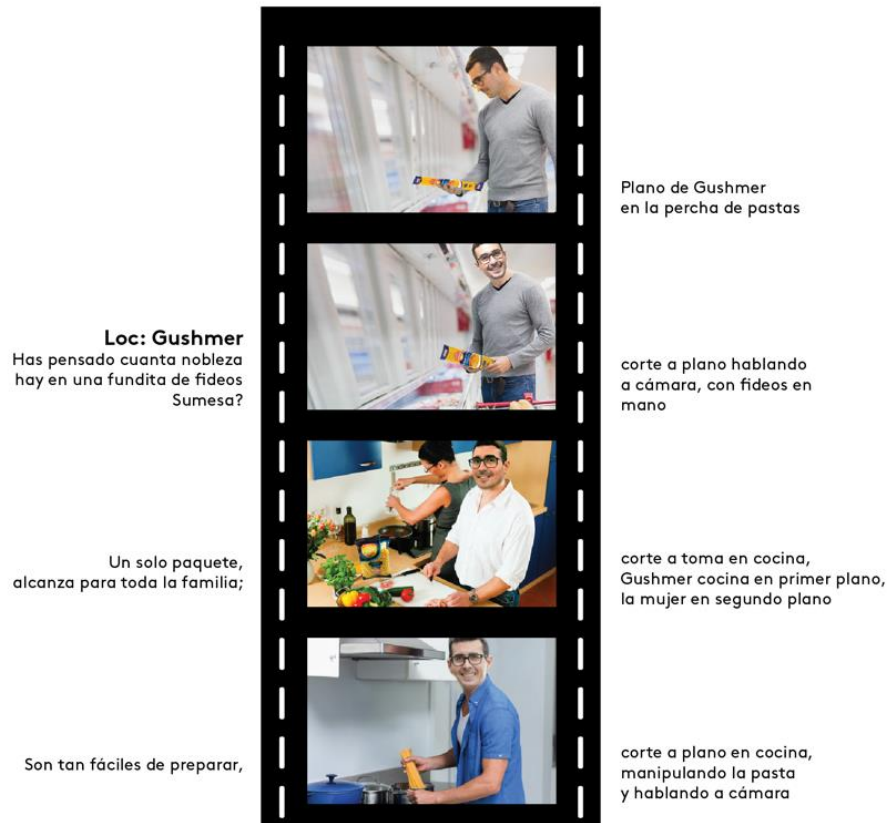 Plano de Gushmer
en la percha de pastas
Loc: Gushmer
Has pensado cuanta nobleza
hay en una fundita de fideos
Sumesa?
corte a plano hablando
a cámara, con fideos en
mano
Un solo paquete,
alcanza para toda la familia;
corte a toma en cocina,
Gushmer cocina en primer plano,
la mujer en segundo plano
Son tan fáciles de preparar,
corte a plano en cocina,
manipulando la pasta
y hablando a cámara